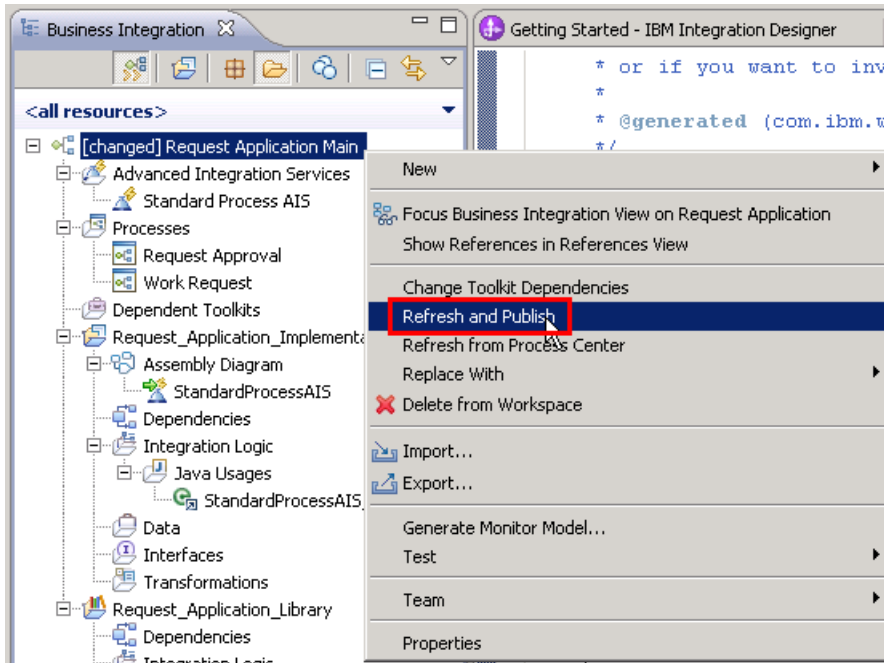 Business Integration
Getting Started - IBM Integration Designer
<all resources>
[changed] Request Application Main
Advanced Integration Services
Standard Process AIS
Processes
Request Approval
Work Request
Dependent Toolkits
Request_Application_Implementa
Assembly Diagram
StandardProcessAIS
Dependencies
Integration Logic
Java Usages
StandardProcessAIS_
Data
Interfaces
Transformations
Request_Application_Library
Dependencies
Integration Logic
* or if you want to inv
*
* @generated (com.ibm.w
*/
New
Focus Business Integration View on Request Application
Show References in References View
Change Toolkit Dependencies
Refresh and Publish
Refresh from Process Center
Replace With
Delete from Workspace
Import...
Export...
Generate Monitor Model...
Test
Team
Properties